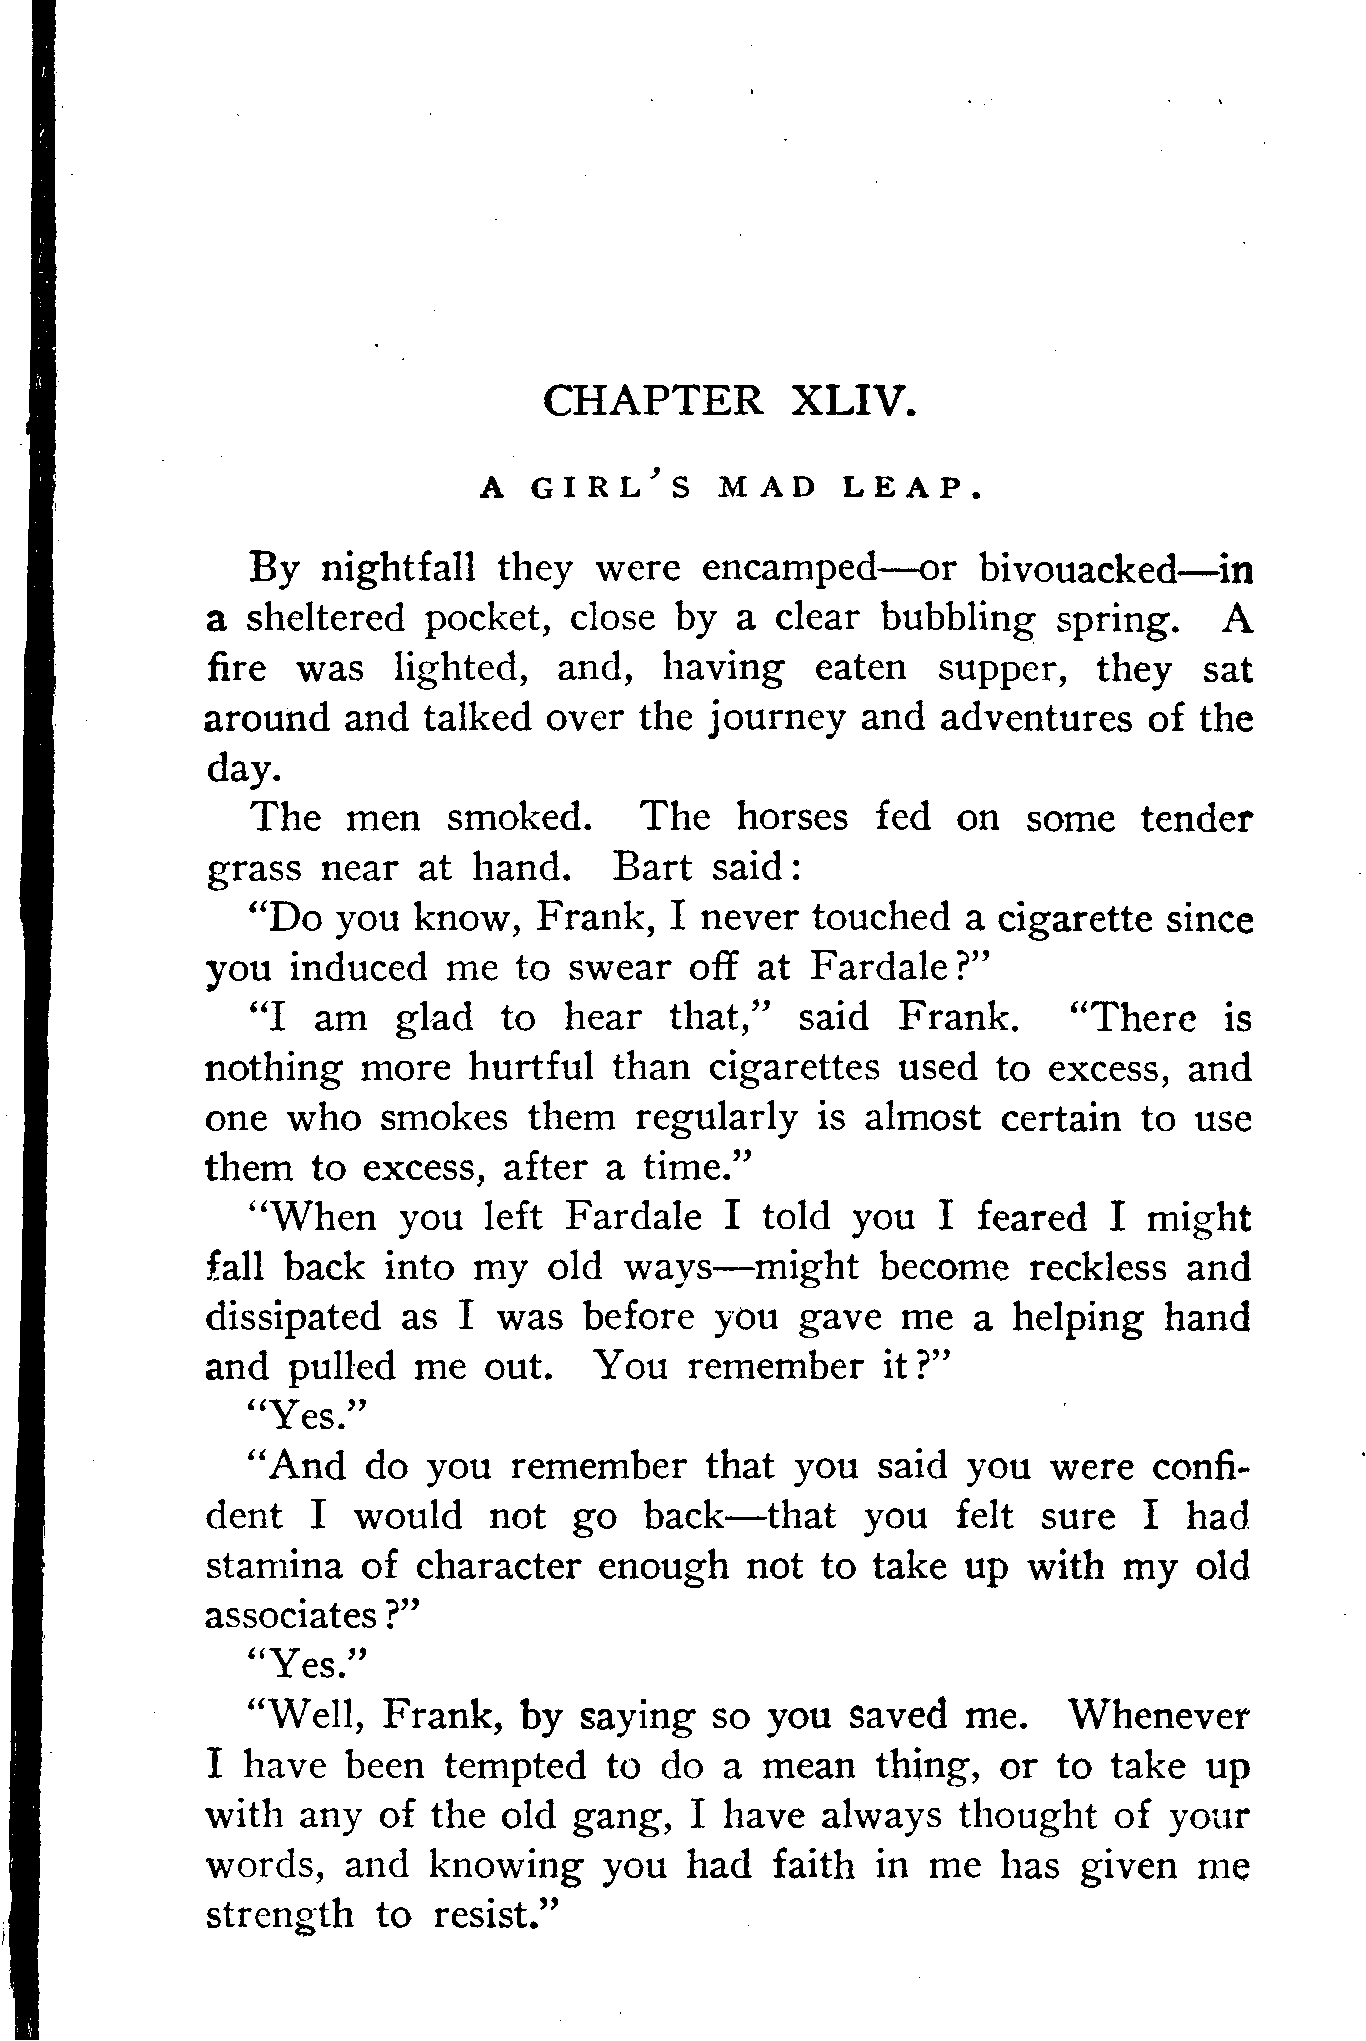 CHAPTER XLIV.
A GIRL'S MAD LEAP.
By nightfall they were encamped—or bivouacked—in
a sheltered pocket, close by a clear bubbling spring. A
fire was lighted, and, having eaten supper, they sat
around and talked over the journey and adventures of the
day.
The men smoked. The horses fed on some tender
grass near at hand. Bart said:
"Do you know, Frank, I never touched a cigarette since
you induced me to swear off at Fardale?"
"I am glad to hear that," said Frank. "There is
nothing more hurtful than cigarettes used to excess, and
one who smokes them regularly is almost certain to use
them to excess, after a time."
"When you left Fardale I told you I feared I might
fall back into my old ways—might become reckless and
dissipated as I was before you gave me a helping hand
and pulled me out. You remember it?"
"Yes."
"And do you remember that you said you were confi-
dent I would not go back—that you felt sure I had
stamina of character enough not to take up with my old
associates?"
"Yes."
"Well, Frank, by saying so you saved me. Whenever
I have been tempted to do a mean thing, or to take up
with any of the old gang, I have always thought of your
words, and knowing you had faith in me has given me
strength to resist."